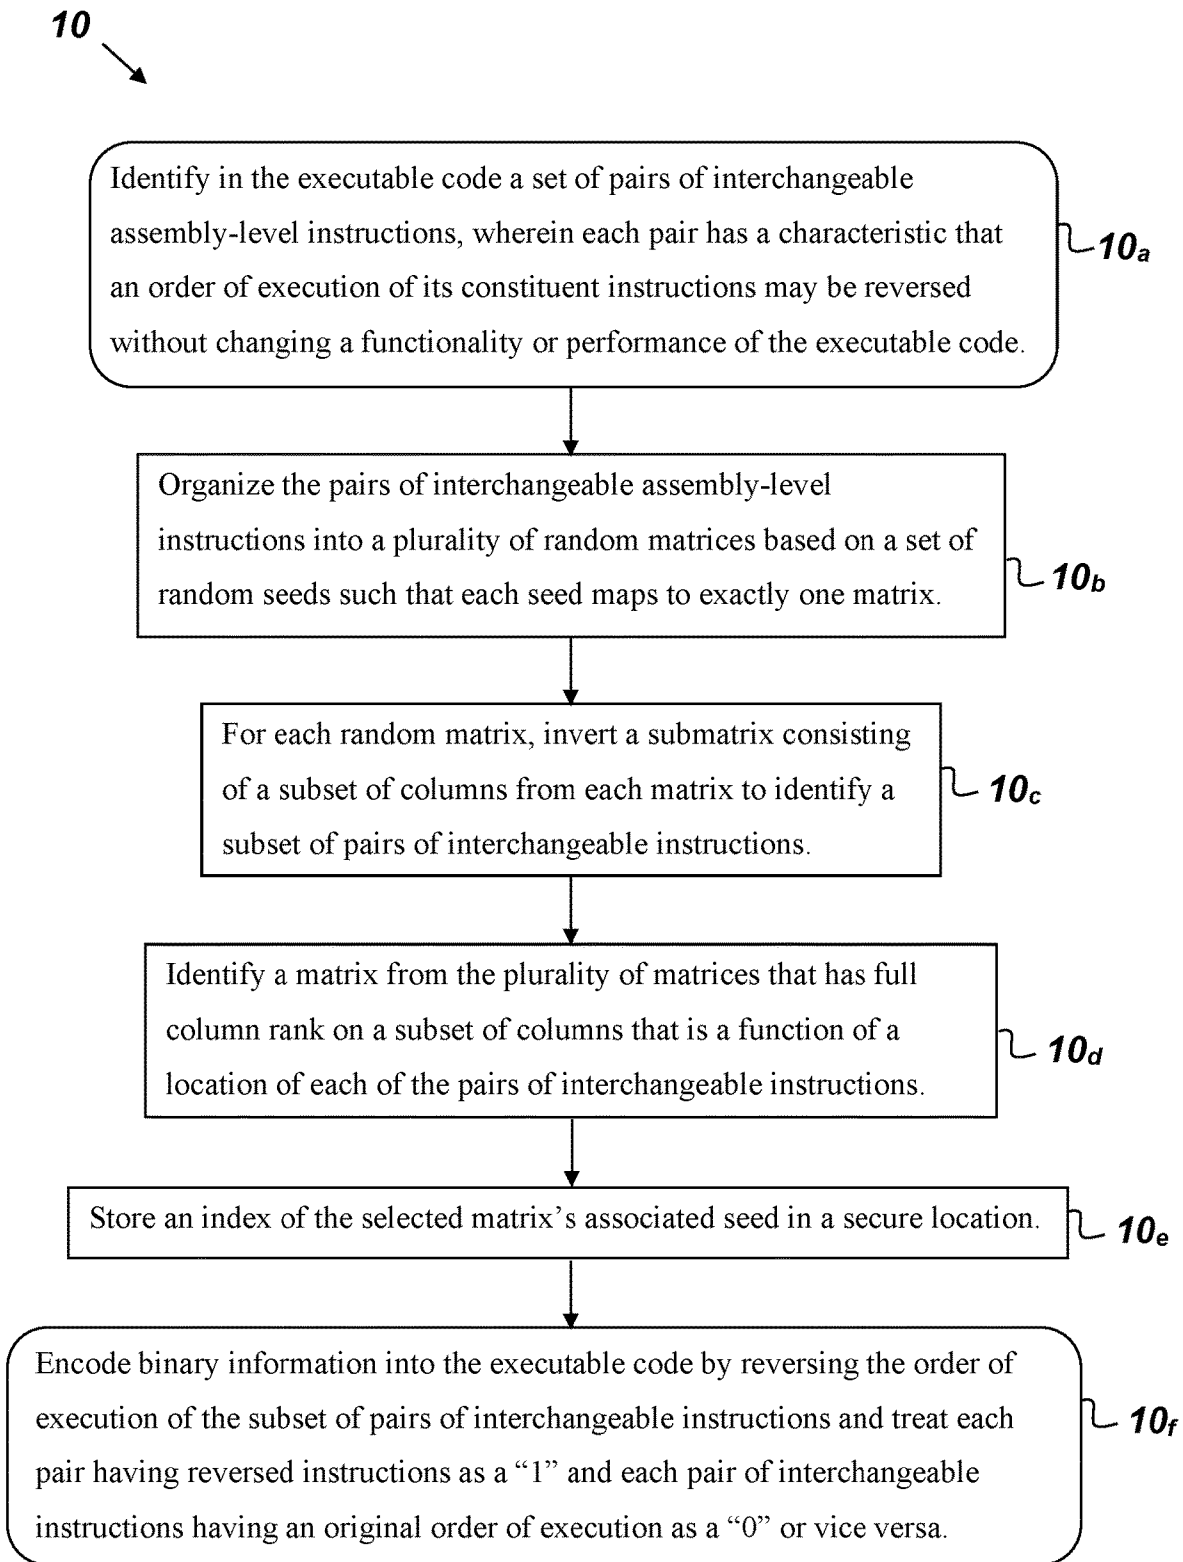 10
Identify in the executable code a set of pairs of interchangeable
assembly-level instructions, wherein each pair has a characteristic that
an order of execution of its constituent instructions may be reversed
without changing a functionality or performance of the executable code.
10a
Organize the pairs of interchangeable assembly-level
instructions into a plurality of random matrices based on a set of
random seeds such that each seed maps to exactly one matrix.
10b
For each random matrix, invert a submatrix consisting
of a subset of columns from each matrix to identify a
subset of pairs of interchangeable instructions.
10c
Identify a matrix from the plurality of matrices that has full
column rank on a subset of columns that is a function of a
location of each of the pairs of interchangeable instructions.
10d
Store an index of the selected matrix’s associated seed in a secure location.
10e
Encode binary information into the executable code by reversing the order of
execution of the subset of pairs of interchangeable instructions and treat each
pair having reversed instructions as a “1” and each pair of interchangeable
instructions having an original order of execution as a “0” or vice versa.
10f